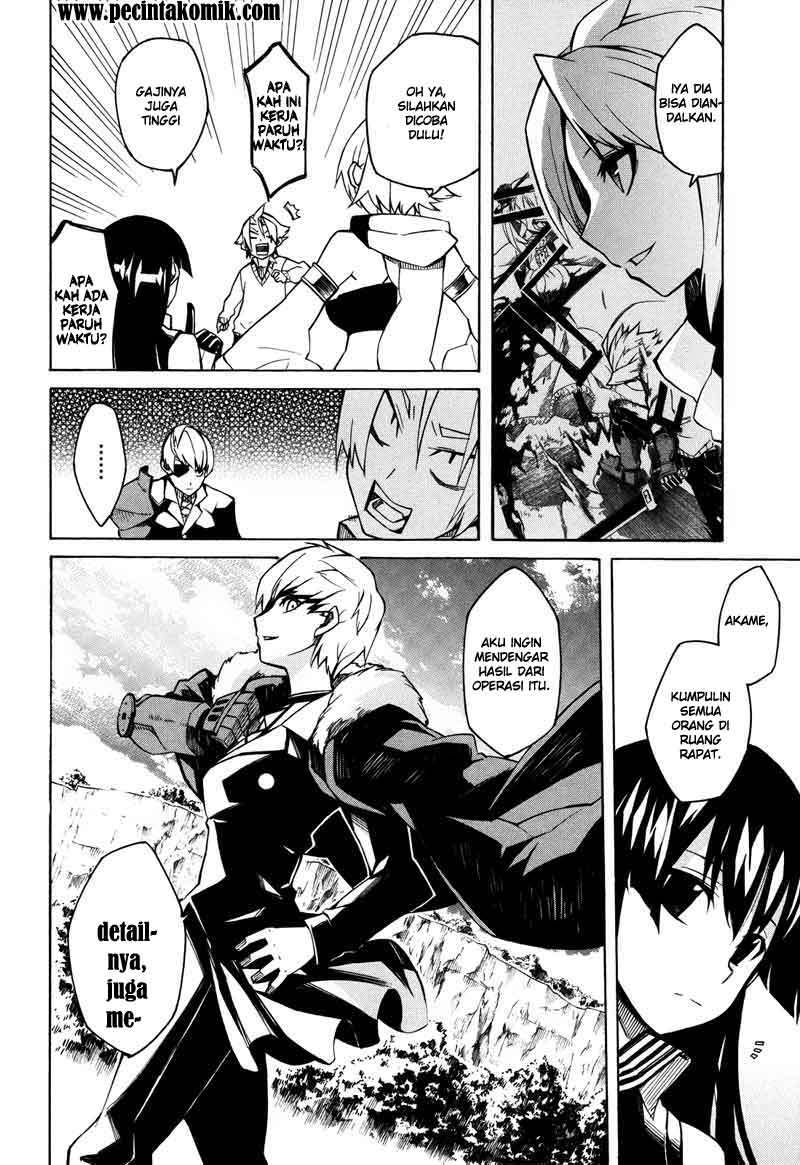 www.pecintakomik.com
IYA DIA
BISA DIAN-
DALKAN.
OH YA,
SILAHKAN
DICOBA
DULU!
APA
KAH INI
KERJA
PARUH
WAKTU?!
GAJINYA
JUGA
TINGGI
APA
KAH ADA
KERJA
PARUH
WAKTU?
........
AKAME,
KUMPULIN
SEMUA
ORANG DI
RUANG
RAPAT.
AKU INGIN
MENDENGAR
HASIL DARI
OPERASI ITU.
detail-
nya,
juga
me-